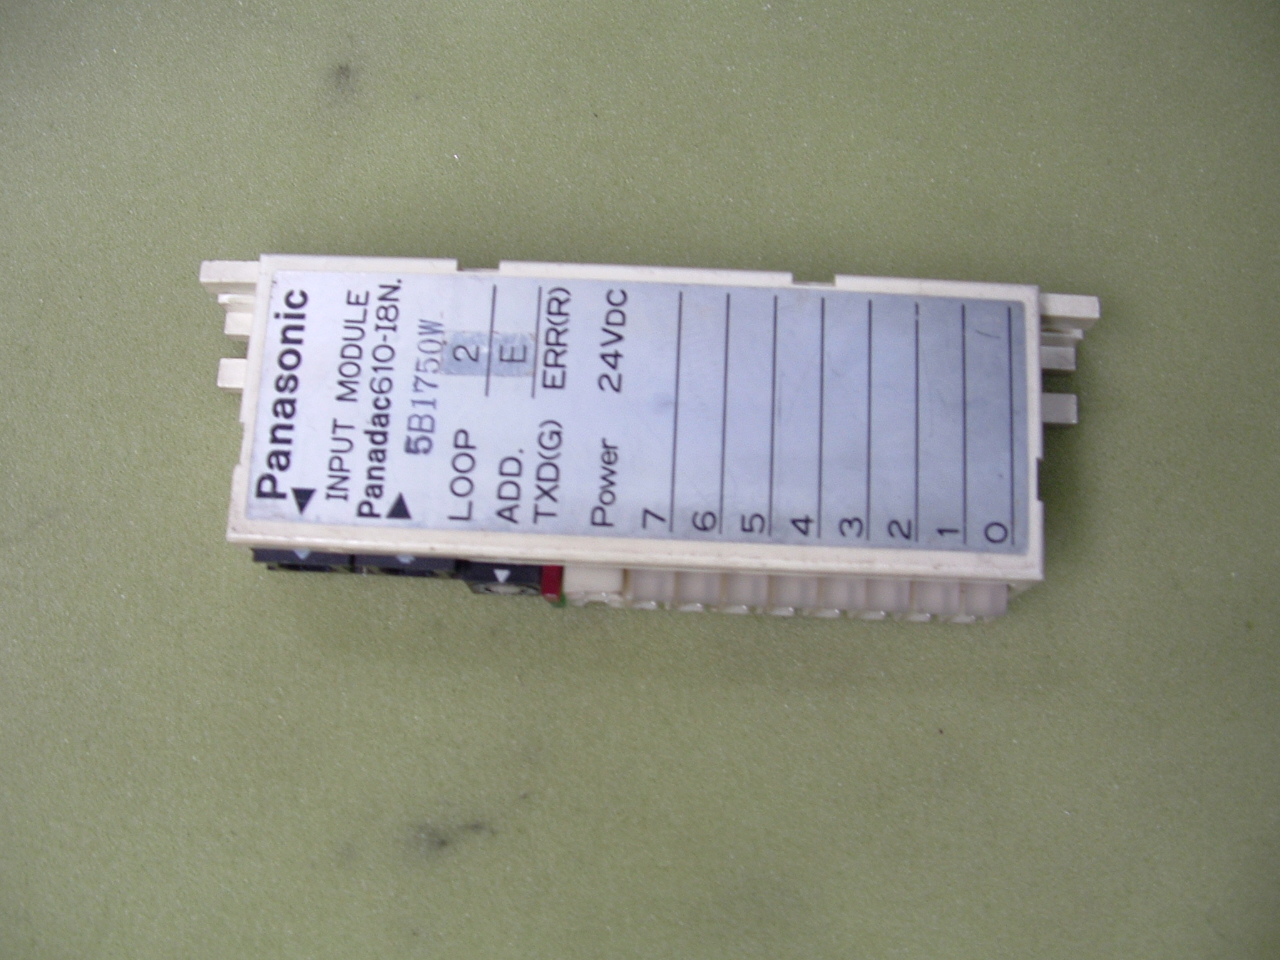 Panasonic
◀
INPUT MODULE
Panadac610-I8N.
▶
5B1750W
LOOP 2
ADD. E
TXD(G) ERR(R)
Power 24VDC
7
6
5
4
3
2
1
0